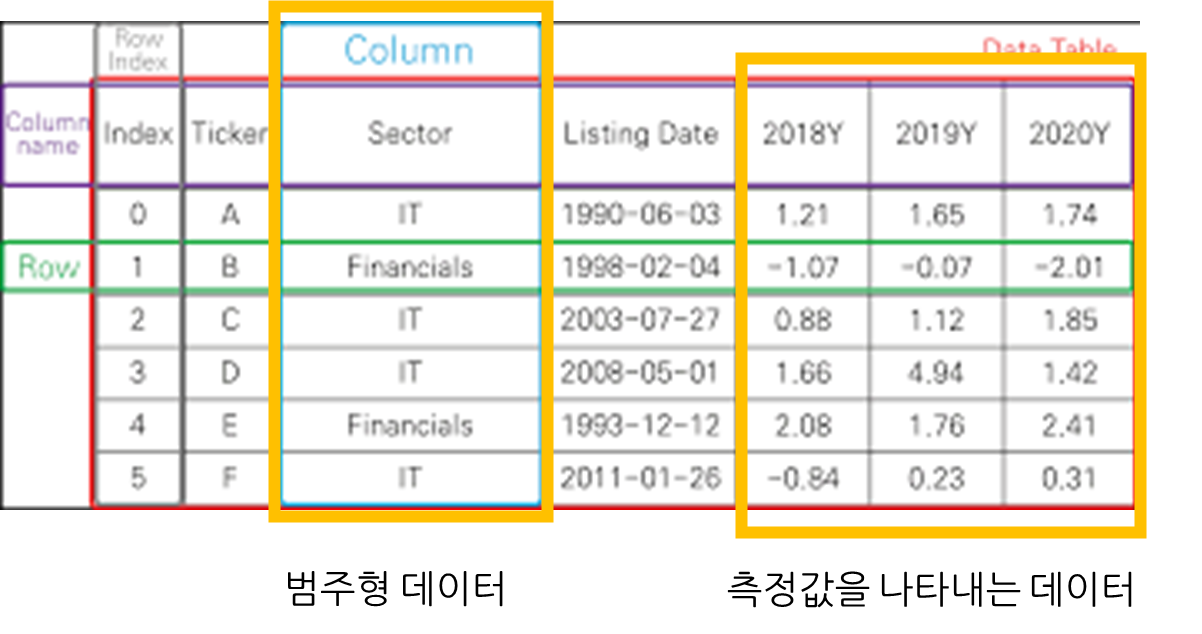 Row
Index
Column
Data Table
Column
name
Index Ticker Sector Listing Date 2018Y 2019Y 2020Y
0 A IT 1990-06-03 1.21 1.65 1.74
Row 1 B Financials 1998-02-04 -1.07 -0.07 -2.01
2 C IT 2003-07-27 0.88 1.12 1.85
3 D IT 2008-05-01 1.66 4.94 1.42
4 E Financials 1993-12-12 2.08 1.76 2.41
5 F IT 2011-01-26 -0.84 0.23 0.31
범주형 데이터
측정값을 나타내는 데이터